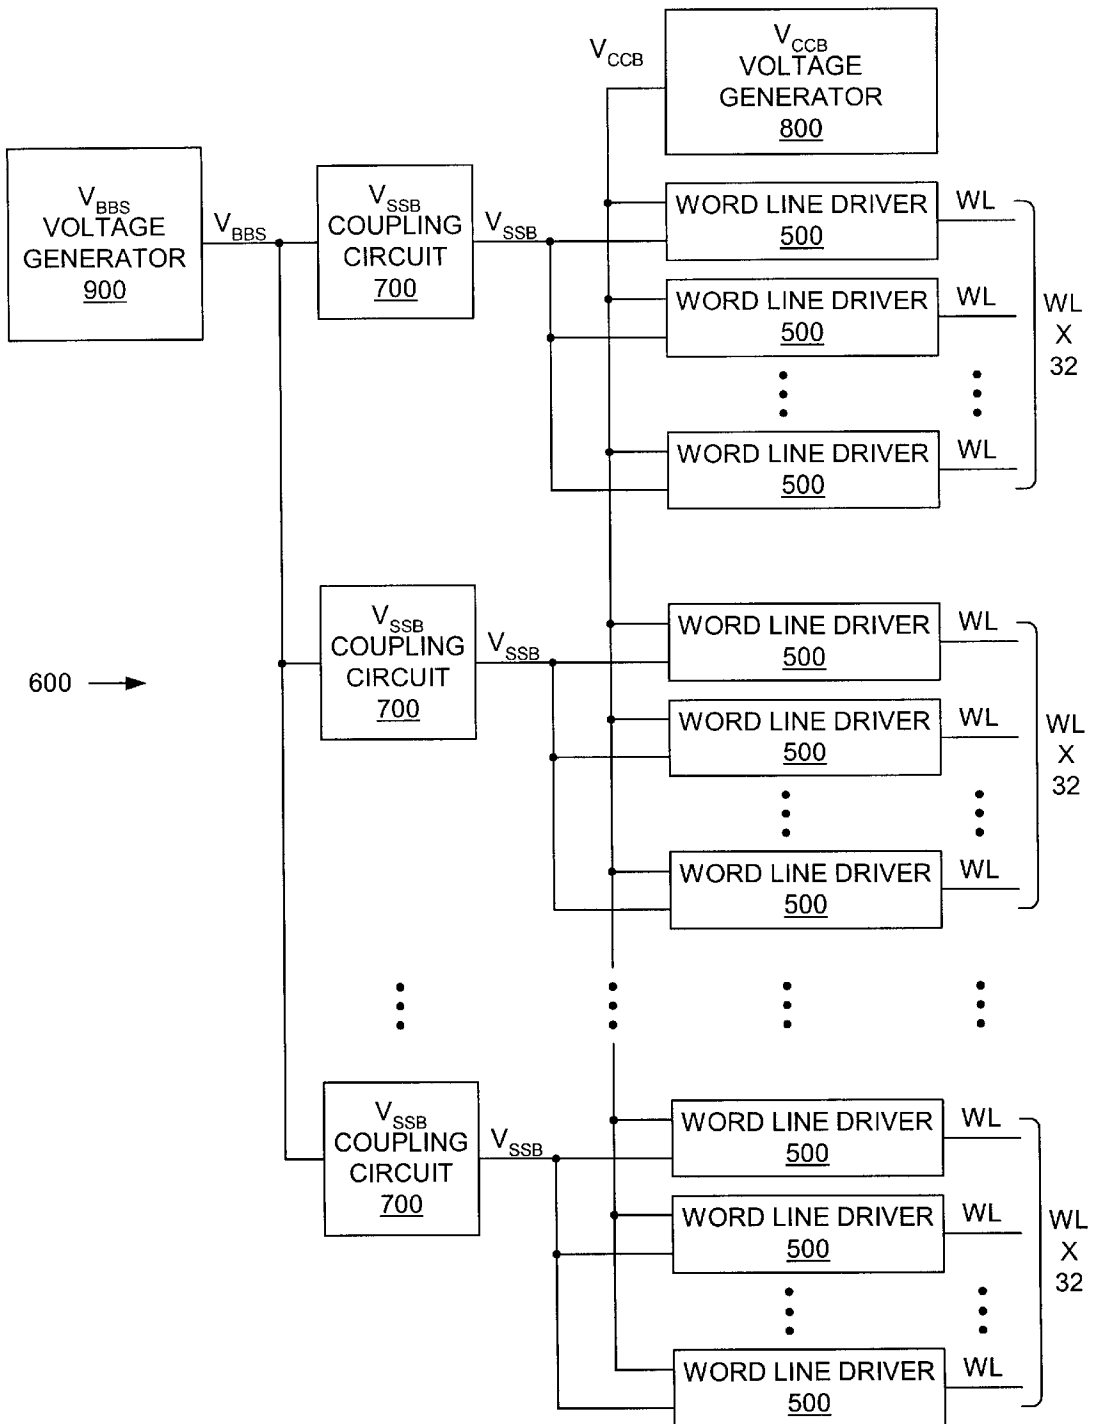 V_CCB
V_CCB
VOLTAGE
GENERATOR
800
V_BBS
VOLTAGE
GENERATOR
900
V_BBS
V_SSB
COUPLING
CIRCUIT
700
V_SSB
WORD LINE DRIVER
500
WL
WORD LINE DRIVER
500
WL
WORD LINE DRIVER
500
WL
WL
X
32
600
V_SSB
COUPLING
CIRCUIT
700
V_SSB
WORD LINE DRIVER
500
WL
WORD LINE DRIVER
500
WL
WORD LINE DRIVER
500
WL
WL
X
32
V_SSB
COUPLING
CIRCUIT
700
V_SSB
WORD LINE DRIVER
500
WL
WORD LINE DRIVER
500
WL
WORD LINE DRIVER
500
WL
WL
X
32